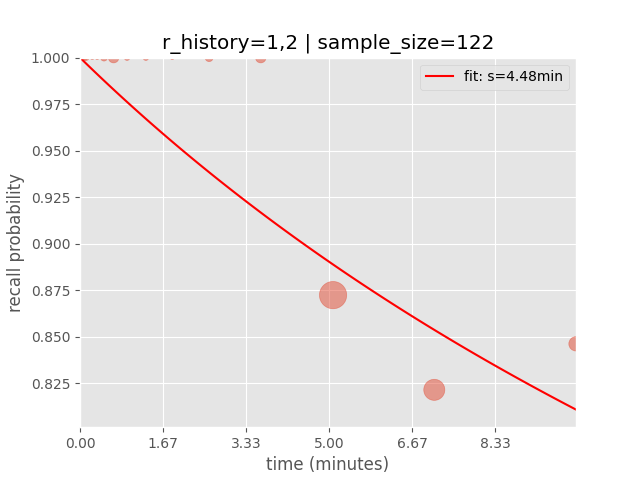 r_history=1,2 | sample_size=122
fit: s=4.48min
1.000
0.975
0.950
0.925
0.900
0.875
0.850
0.825
recall probability
0.00 1.67 3.33 5.00 6.67 8.33
time (minutes)